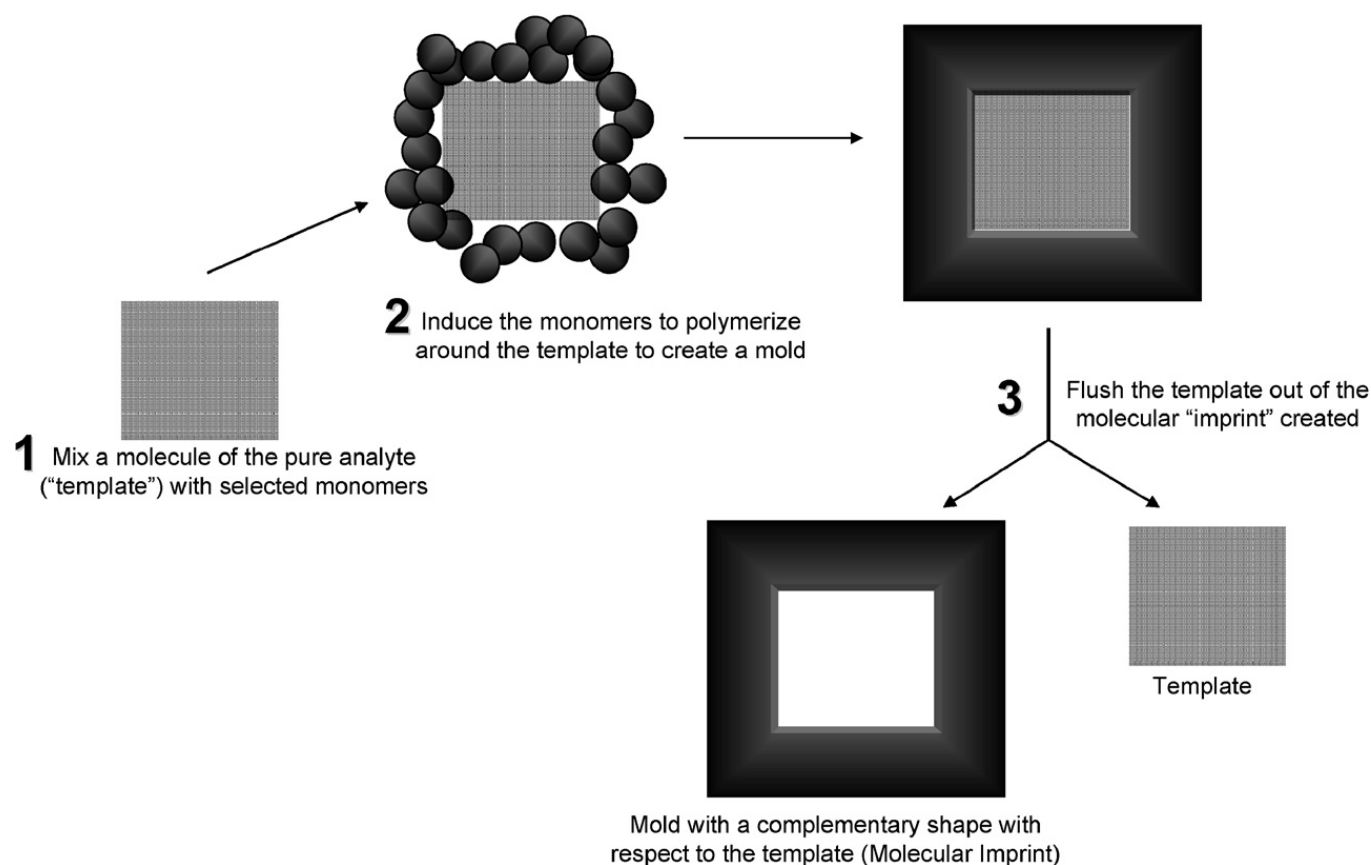 1 Mix a molecule of the pure analyte
(“template”) with selected monomers
2 Induce the monomers to polymerize
around the template to create a mold
3 Flush the template out of the
molecular “imprint” created
Mold with a complementary shape with
respect to the template (Molecular Imprint)
Template